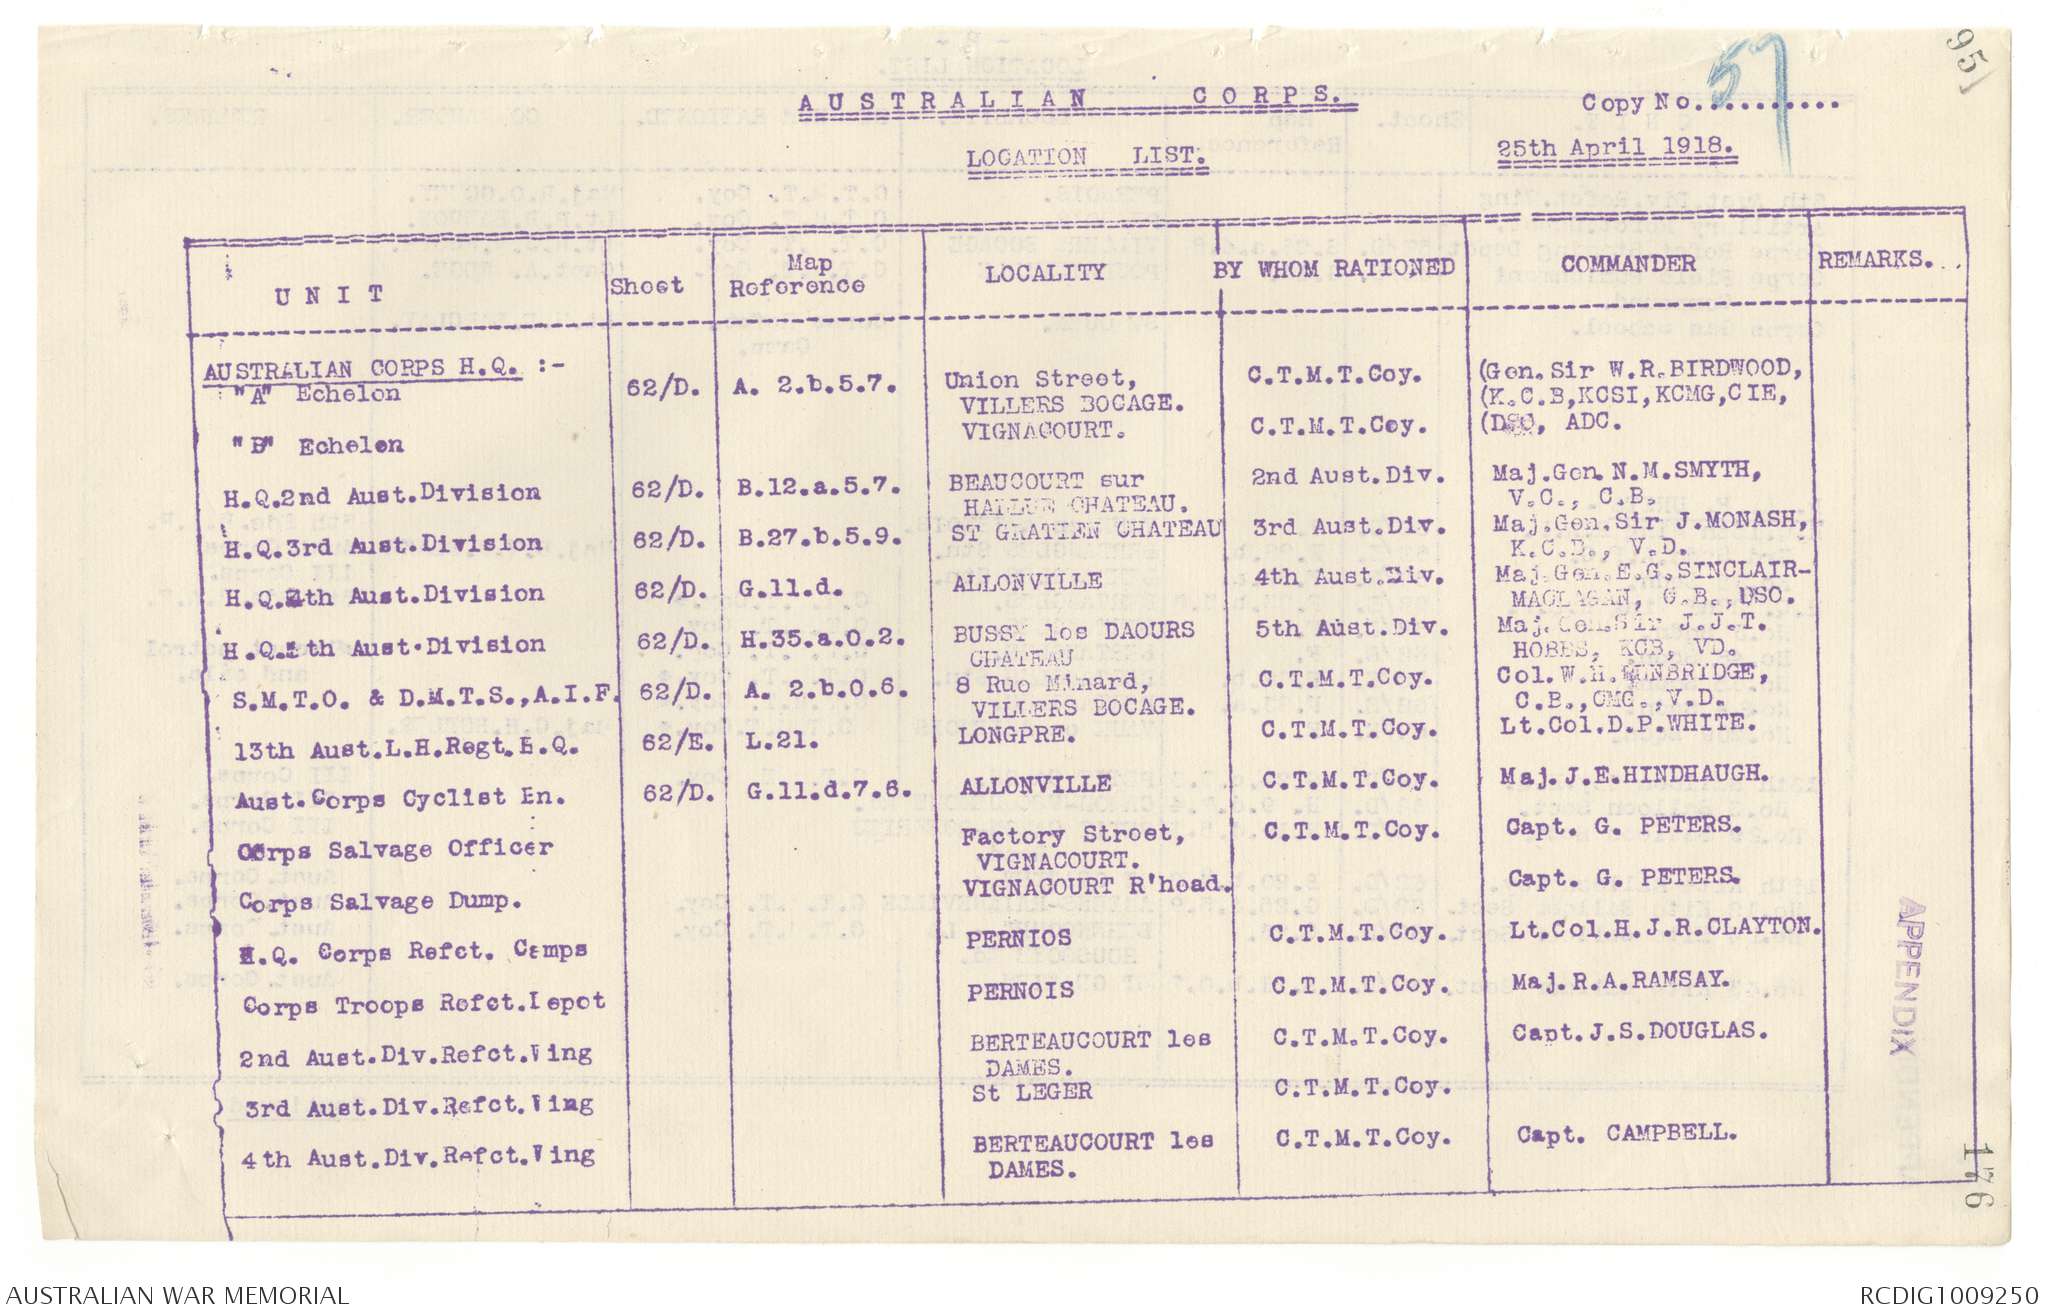 95
57
AUSTRALIAN CORPS.
Copy No..........
LOCATION LIST.
25th April 1918.
UNIT Sheet Map Reference LOCALITY BY WHOM RATIONED COMMANDER REMARKS.
AUSTRALIAN CORPS H.Q. :-
"A" Echelon 62/D. A. 2.b.5.7. Union Street, C.T.M.T.Coy. (Gen.Sir W.R.BIRDWOOD,
VILLERS BOCAGE. (K.C.B,KCSI,KCMG,CIE,
"B" Echelon VIGNACOURT. C.T.M.T.Coy. (DSO, ADC.
H.Q.2nd Aust.Division 62/D. B.12.a.5.7. BEAUCOURT sur 2nd Aust.Div. Maj.Gen.N.M.SMYTH,
HALLUE CHATEAU. V.C., C.B.
H.Q.3rd Aust.Division 62/D. B.27.b.5.9. ST GRATIEN CHATEAU 3rd Aust.Div. Maj.Gen.Sir J.MONASH,
K.C.B., V.D.
H.Q.4th Aust.Division 62/D. G.11.d. ALLONVILLE 4th Aust.Div. Maj.Gen.E.G.SINCLAIR-
MACLAGAN, C.B.,DSO.
H.Q.5th Aust.Division 62/D. H.35.a.0.2. BUSSY les DAOURS 5th Aust.Div. Maj.Gen.Sir J.J.T.
CHATEAU HOBBS, KCB, VD.
S.M.T.O. & D.M.T.S.,A.I.F. 62/D. A. 2.b.0.6. 8 Rue Minard, C.T.M.T.Coy. Col.W.H.TUNBRIDGE,
VILLERS BOCAGE. C.B.,CMG.,V.D.
13th Aust.L.H.Regt.H.Q. 62/E. L.21. LONGPRE. C.T.M.T.Coy. Lt.Col.D.P.WHITE.
Aust.Corps Cyclist Bn. 62/D. G.11.d.7.6. ALLONVILLE C.T.M.T.Coy. Maj.J.E.HINDHAUGH.
Corps Salvage Officer Factory Street, C.T.M.T.Coy. Capt. G. PETERS.
VIGNACOURT.
Corps Salvage Dump. VIGNACOURT R'head. Capt. G. PETERS.
H.Q. Corps Refct. Camps PERNIOS C.T.M.T.Coy. Lt.Col.H.J.R.CLAYTON.
Corps Troops Refct.Depot PERNOIS C.T.M.T.Coy. Maj.R.A.RAMSAY.
2nd Aust.Div.Refct.Wing BERTEAUCOURT les C.T.M.T.Coy. Capt.J.S.DOUGLAS.
DAMES.
3rd Aust.Div.Refct.Wing St LEGER C.T.M.T.Coy.
4th Aust.Div.Refct.Wing BERTEAUCOURT les C.T.M.T.Coy. Capt. CAMPBELL.
DAMES.
APPENDIX
176
AUSTRALIAN WAR MEMORIAL
RCDIG1009250